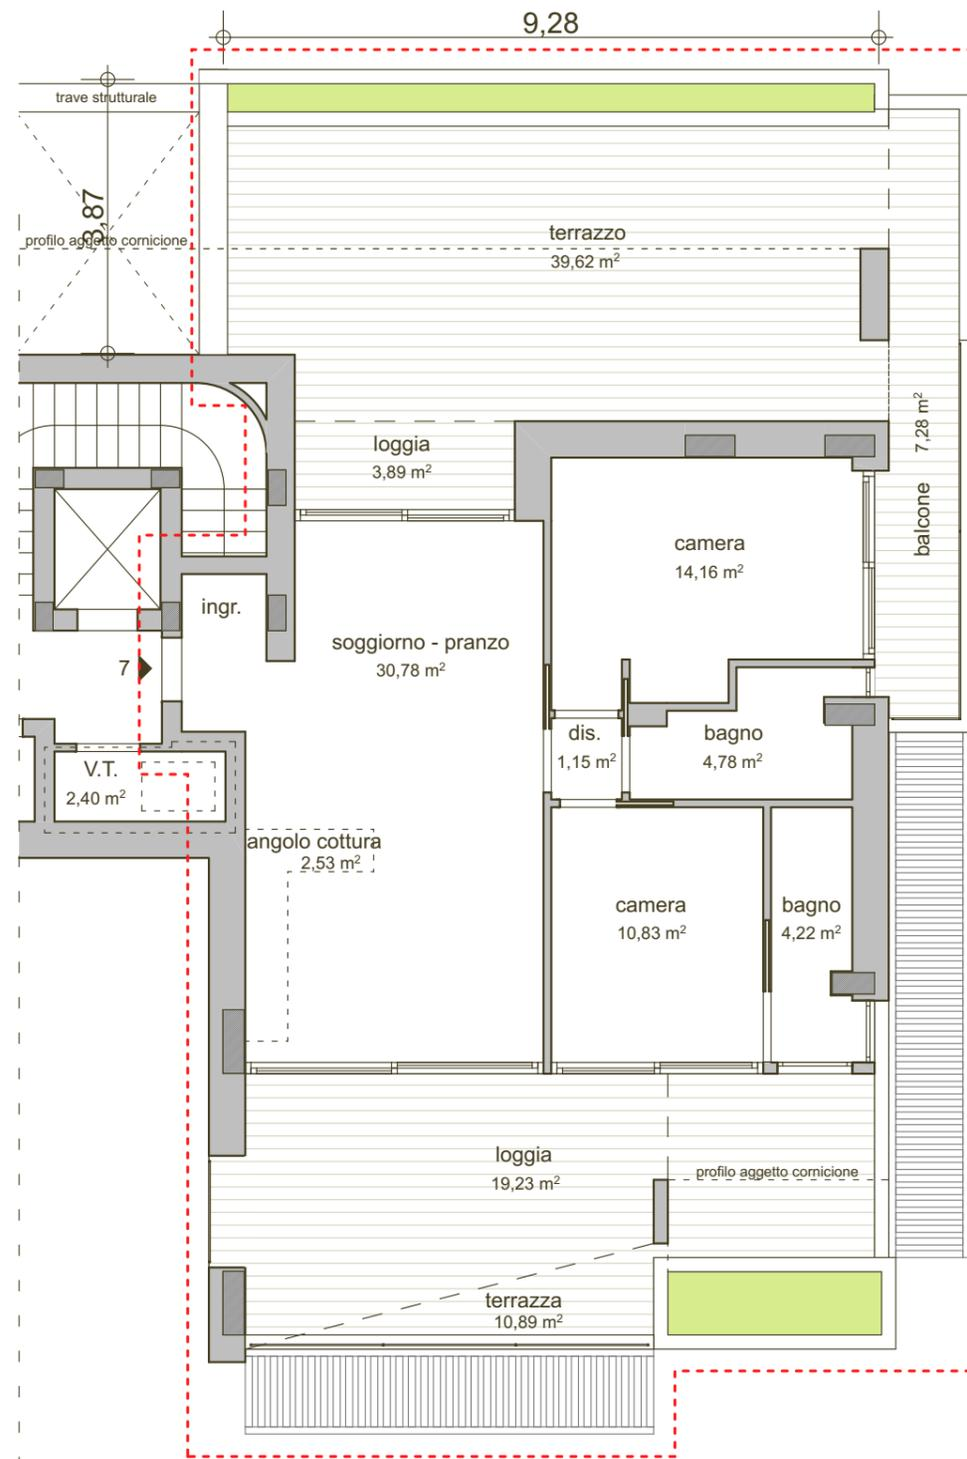 9,28
trave strutturale
3,87
profilo aggetto cornicione
terrazzo
39,62 m²
loggia
3,89 m²
balcone 7,28 m²
camera
14,16 m²
ingr.
soggiorno - pranzo
30,78 m²
7
dis.
1,15 m²
bagno
4,78 m²
V.T.
2,40 m²
angolo cottura
2,53 m²
camera
10,83 m²
bagno
4,22 m²
loggia
19,23 m²
profilo aggetto cornicione
terrazza
10,89 m²